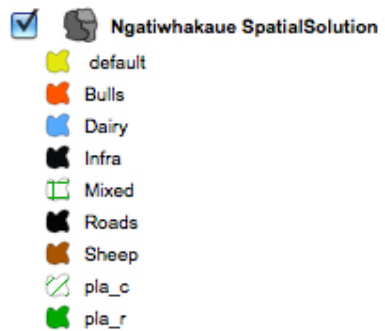 Ngatiwhakaue SpatialSolution
default
Bulls
Dairy
Infra
Mixed
Roads
Sheep
pla_c
pla_r